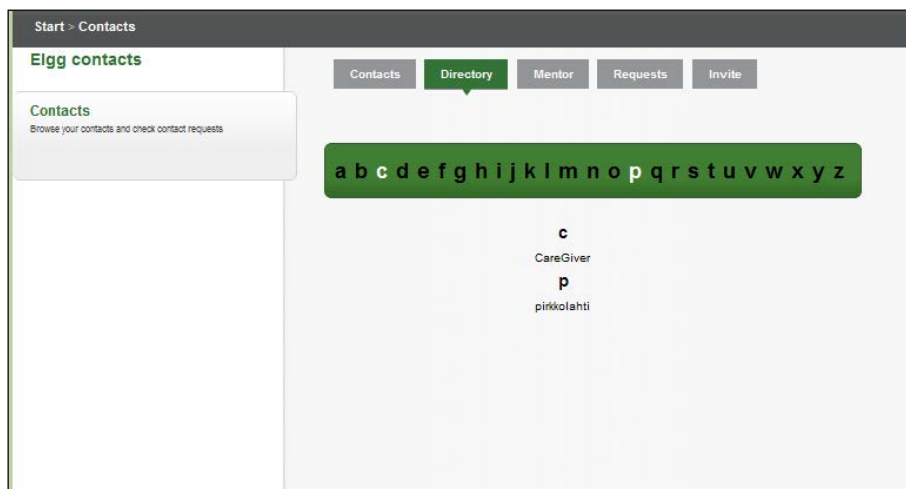 Start > Contacts
Elgg contacts
Contacts
Browse your contacts and check contact requests
Contacts Directory Mentor Requests Invite
a b c d e f g h i j k l m n o p q r s t u v w x y z
c
CareGiver
p
pirkkolahti